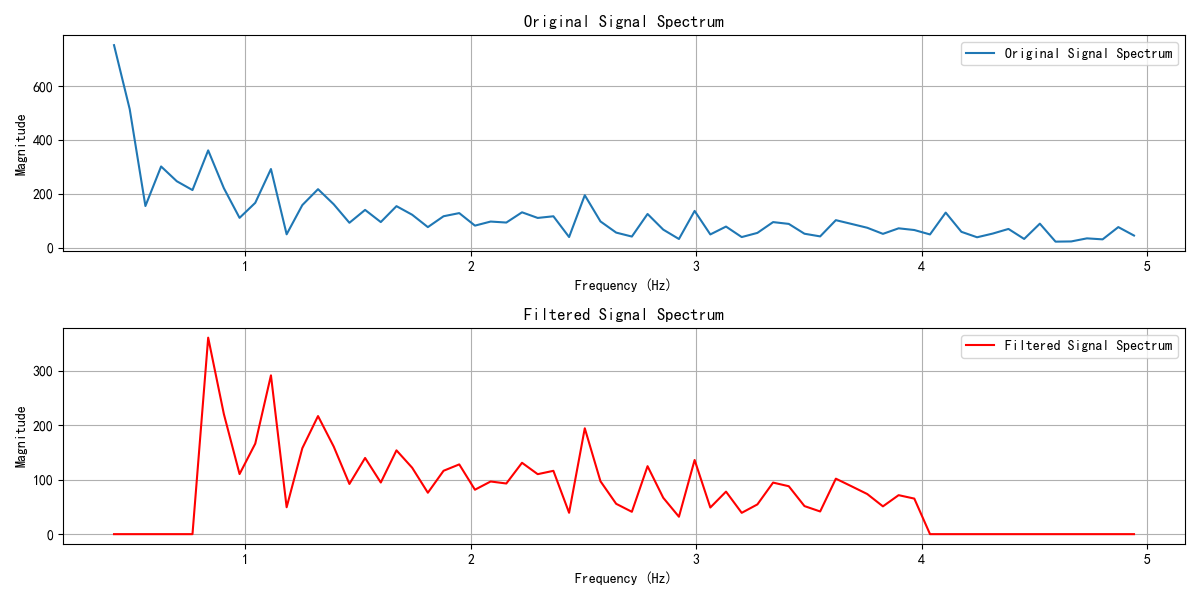 Original Signal Spectrum
Original Signal Spectrum
Magnitude
600
400
200
0
1 2 3 4 5
Frequency (Hz)
Filtered Signal Spectrum
Filtered Signal Spectrum
Magnitude
300
200
100
0
1 2 3 4 5
Frequency (Hz)